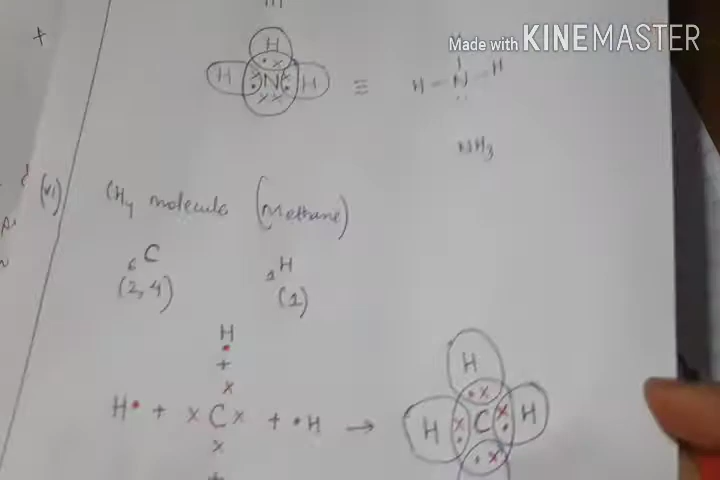 Made with KINEMASTER
H
H N H ≡ H - N - H
NH3
(vi) CH4 molecule (Methane)
6C 1H
(2, 4) (1)
H
+
x
H• + x C x + •H → H C H
x
+
H